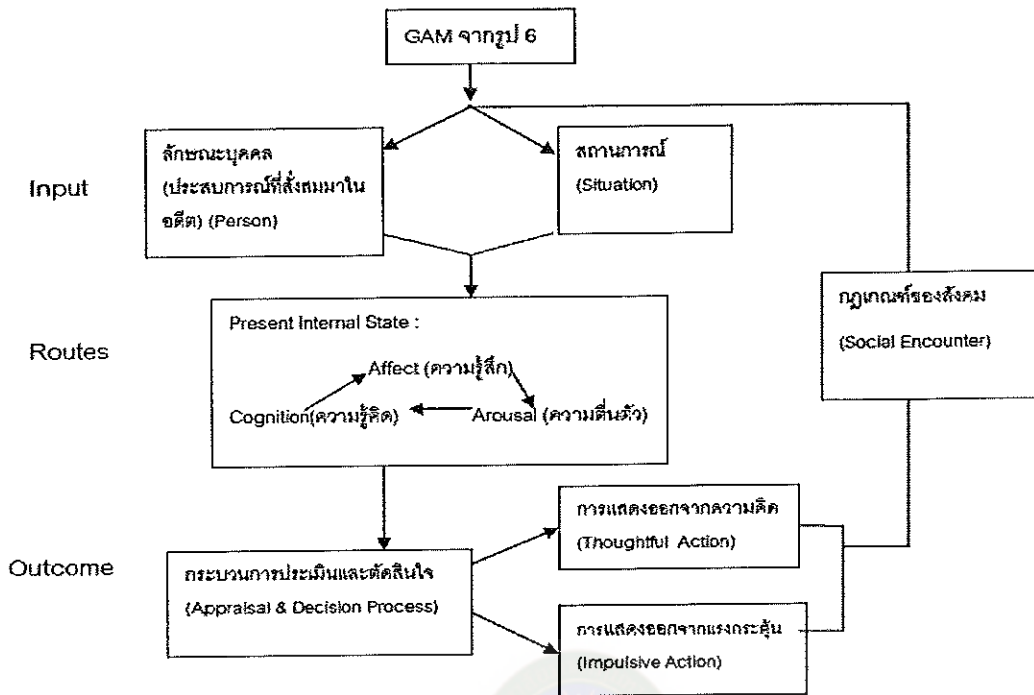 GAM จากรูป 6
Input
ลักษณะบุคคล
(ประสบการณ์ที่สั่งสมมาใน
อดีต) (Person)
สถานการณ์
(Situation)
กฎเกณฑ์ของสังคม
(Social Encounter)
Routes
Present Internal State :
Affect (ความรู้สึก)
Cognition(ความรู้คิด)
Arousal (ความตื่นตัว)
Outcome
กระบวนการประเมินและตัดสินใจ
(Appraisal & Decision Process)
การแสดงออกจากความคิด
(Thoughtful Action)
การแสดงออกจากแรงกระตุ้น
(Impulsive Action)